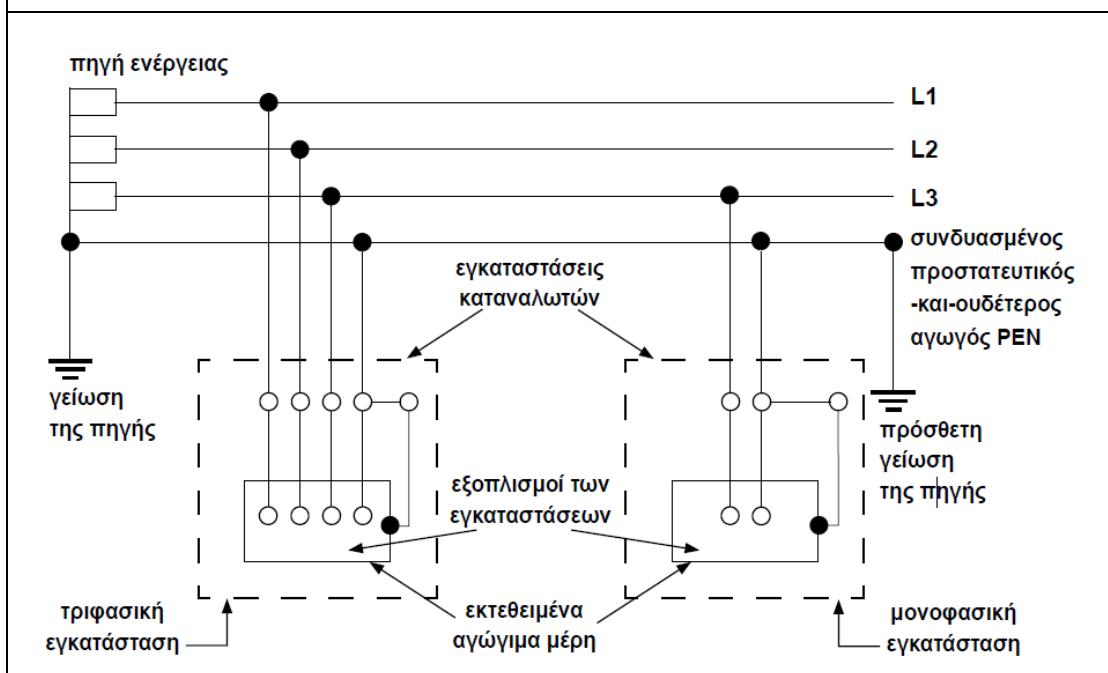 πηγή ενέργειας
L1
L2
L3
συνδυασμένος
προστατευτικός
-και-ουδέτερος
αγωγός PEN
εγκαταστάσεις
καταναλωτών
γείωση
της πηγής
πρόσθετη
γείωση
της πηγής
εξοπλισμοί των
εγκαταστάσεων
τριφασική
εγκατάσταση
εκτεθειμένα
αγώγιμα μέρη
μονοφασική
εγκατάσταση